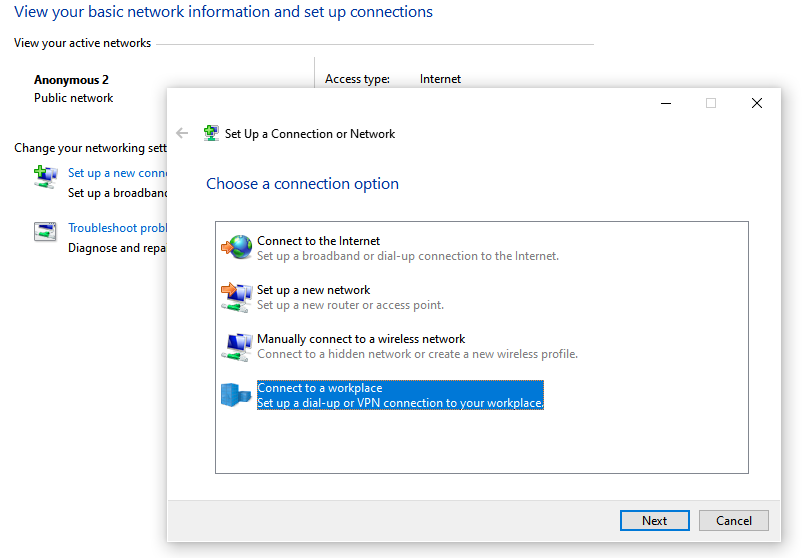 View your basic network information and set up connections
View your active networks
Anonymous 2
Access type: Internet
Public network
Change your networking sett
Set up a new conne
Set up a broadband
Troubleshoot probl
Diagnose and repa
Set Up a Connection or Network
Choose a connection option
Connect to the Internet
Set up a broadband or dial-up connection to the Internet.
Set up a new network
Set up a new router or access point.
Manually connect to a wireless network
Connect to a hidden network or create a new wireless profile.
Connect to a workplace
Set up a dial-up or VPN connection to your workplace.
Next Cancel